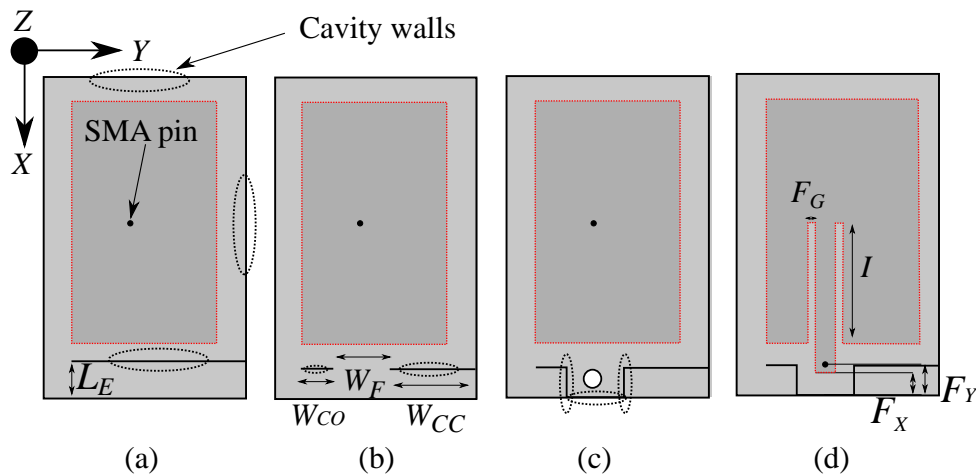 Z
Y
X
Cavity walls
SMA pin
L_E
W_CO
W_F
W_CC
F_G
I
F_X
F_Y
(a)
(b)
(c)
(d)